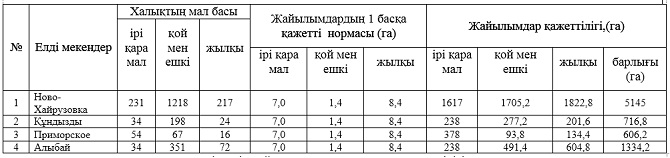 № | Елді мекендер | Халықтың мал басы | Жайылымдардың 1 басқа қажетті нормасы (га) | Жайылымдар қажеттілігі,(га)
ірі қара мал | қой мен ешкі | жылқы | ірі қара мал | қой мен ешкі | жылқы | ірі қара мал | қой мен ешкі | жылқы | барлығы (га)
1 | Ново-Хайрузовка | 231 | 1218 | 217 | 7,0 | 1,4 | 8,4 | 1617 | 1705,2 | 1822,8 | 5145
2 | Құндызды | 34 | 198 | 24 | 7,0 | 1,4 | 8,4 | 238 | 277,2 | 201,6 | 716,8
3 | Приморское | 54 | 67 | 16 | 7,0 | 1,4 | 8,4 | 378 | 93,8 | 134,4 | 606,2
4 | Алыбай | 34 | 351 | 72 | 7,0 | 1,4 | 8,4 | 238 | 491,4 | 604,8 | 1334,2